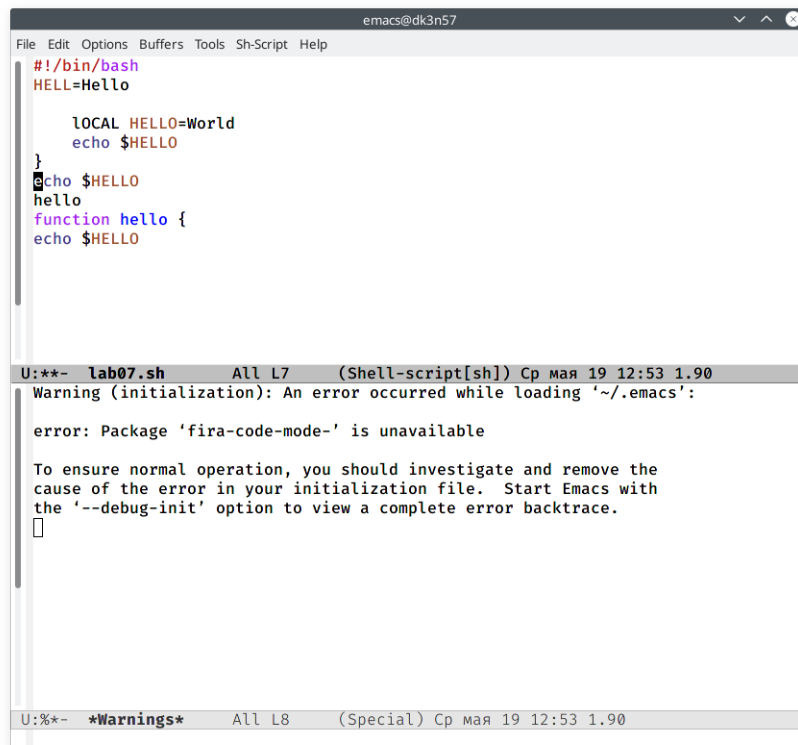 emacs@dk3n57
File Edit Options Buffers Tools Sh-Script Help
#!/bin/bash
HELL=Hello
    lOCAL HELLO=World
    echo $HELLO
}
echo $HELLO
hello
function hello {
echo $HELLO
U:**-  lab07.sh       All L7     (Shell-script[sh]) Ср мая 19 12:53 1.90
Warning (initialization): An error occurred while loading ‘~/.emacs’:
error: Package ‘fira-code-mode-’ is unavailable
To ensure normal operation, you should investigate and remove the
cause of the error in your initialization file.  Start Emacs with
the ‘--debug-init’ option to view a complete error backtrace.
U:%*-  *Warnings*     All L8     (Special) Ср мая 19 12:53 1.90